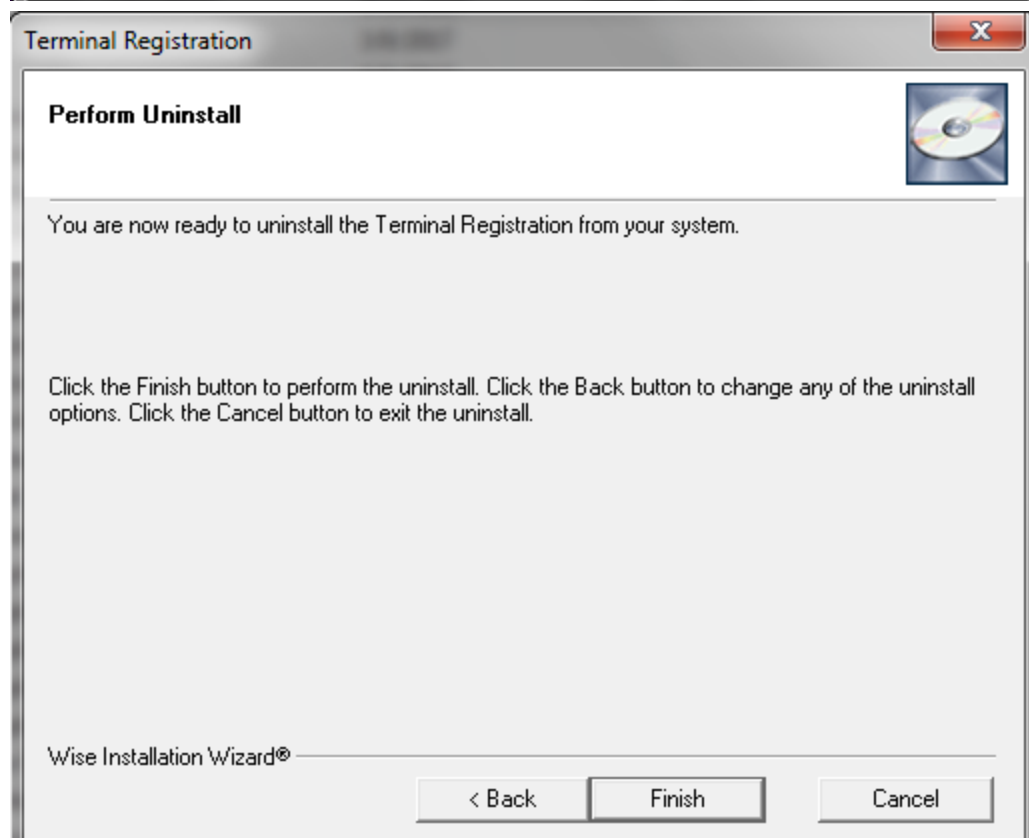 Terminal Registration
Perform Uninstall
You are now ready to uninstall the Terminal Registration from your system.
Click the Finish button to perform the uninstall. Click the Back button to change any of the uninstall
options. Click the Cancel button to exit the uninstall.
Wise Installation Wizard®
< Back Finish Cancel